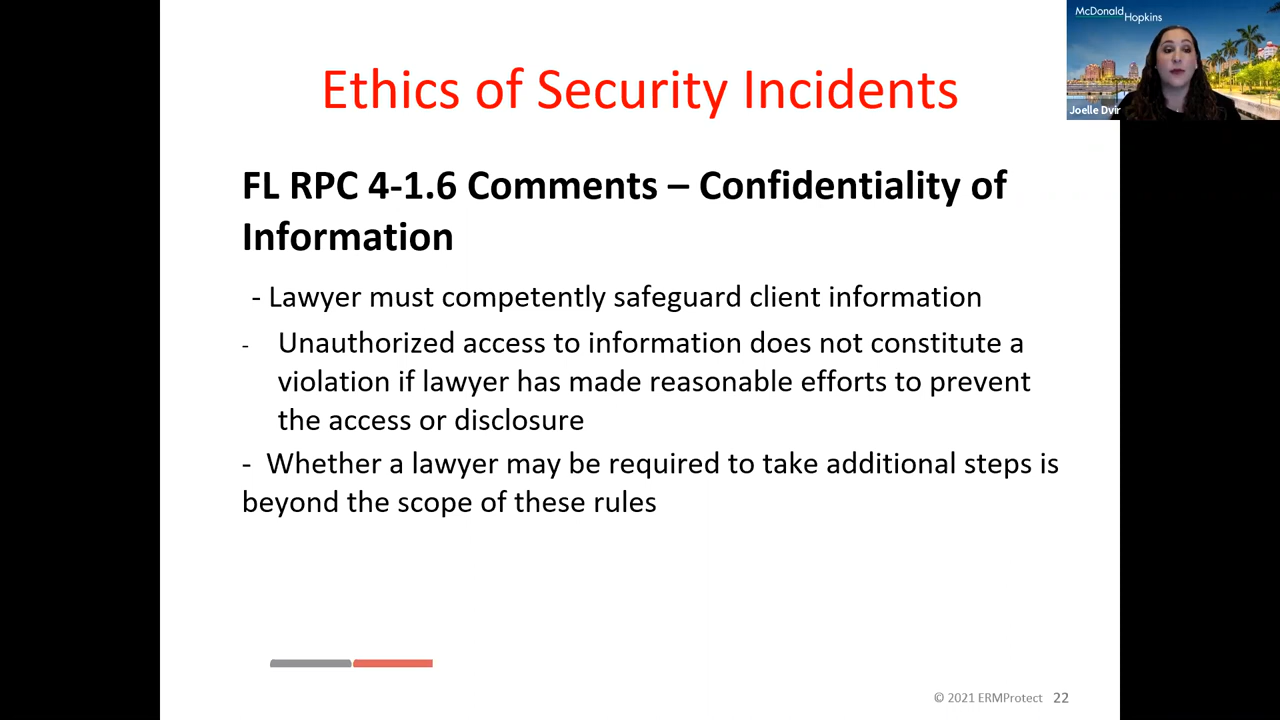 McDonald
Hopkins
Joelle Dvir
Ethics of Security Incidents
FL RPC 4-1.6 Comments – Confidentiality of
Information
- Lawyer must competently safeguard client information
- Unauthorized access to information does not constitute a
violation if lawyer has made reasonable efforts to prevent
the access or disclosure
- Whether a lawyer may be required to take additional steps is
beyond the scope of these rules
© 2021 ERMProtect 22